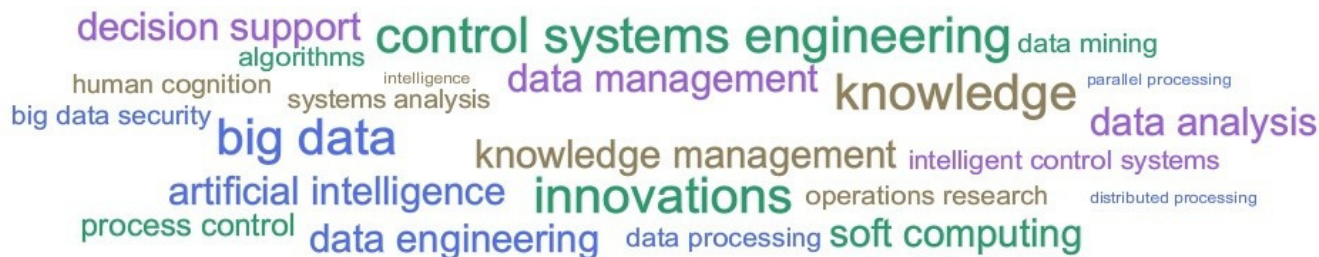 decision support
control systems engineering
data mining
algorithms
human cognition
intelligence
data management
knowledge
parallel processing
systems analysis
big data security
big data
data analysis
knowledge management
intelligent control systems
artificial intelligence
innovations
operations research
distributed processing
process control
data engineering
data processing
soft computing